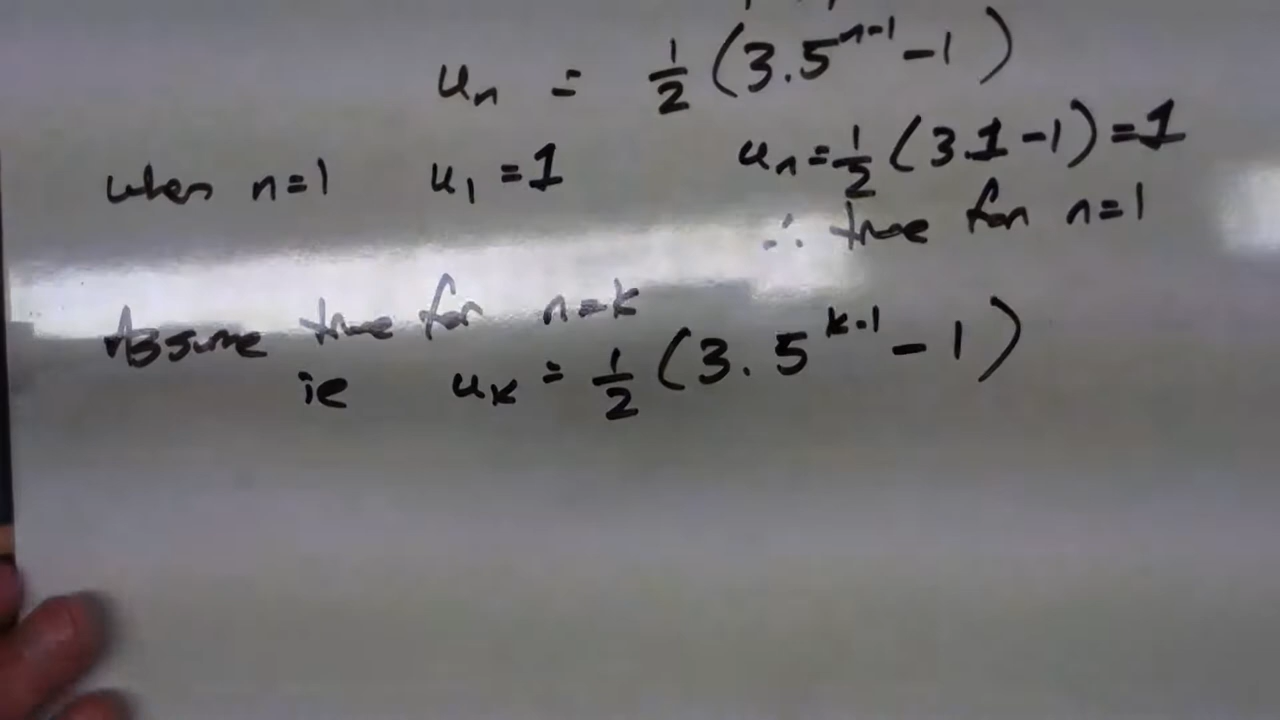 uₙ = 1/2 (3.5ⁿ⁻¹ - 1)
when n=1 u₁ = 1 uₙ = 1/2 (3.1 - 1) = 1
∴ true for n=1
Assume true for n=k
ie uₖ = 1/2 (3.5ᵏ⁻¹ - 1)